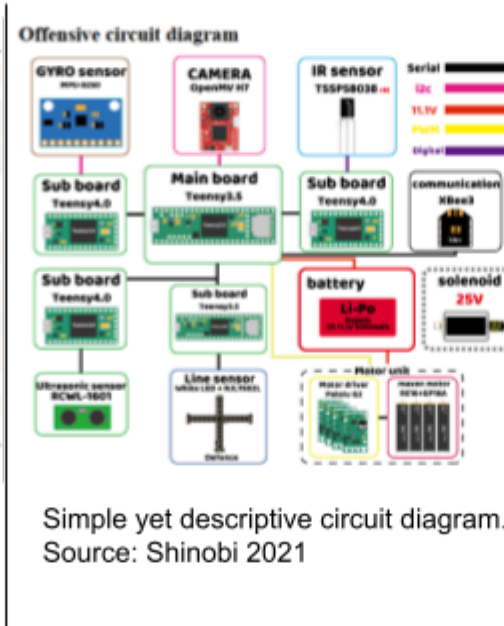 Offensive circuit diagram
GYRO sensor
MPU-9250
CAMERA
OpenMV H7
IR sensor
TSSP58038
Serial
i2c
11.1V
PWM
Digital
Sub board
Teensy4.0
Main board
Teensy3.5
Sub board
Teensy4.0
communication
XBee3
Sub board
Teensy4.0
Sub board
battery
Li-Po
solenoid
25V
Ultrasonic sensor
RCWL-1601
Line sensor
Defence
Motor unit
Motor driver
maxon motor
Simple yet descriptive circuit diagram.
Source: Shinobi 2021